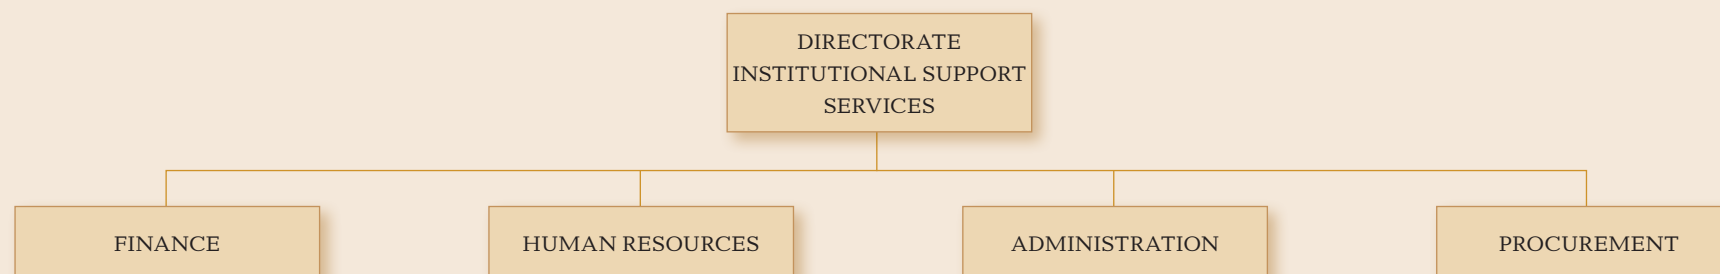 DIRECTORATE
INSTITUTIONAL SUPPORT
SERVICES
FINANCE
HUMAN RESOURCES
ADMINISTRATION
PROCUREMENT